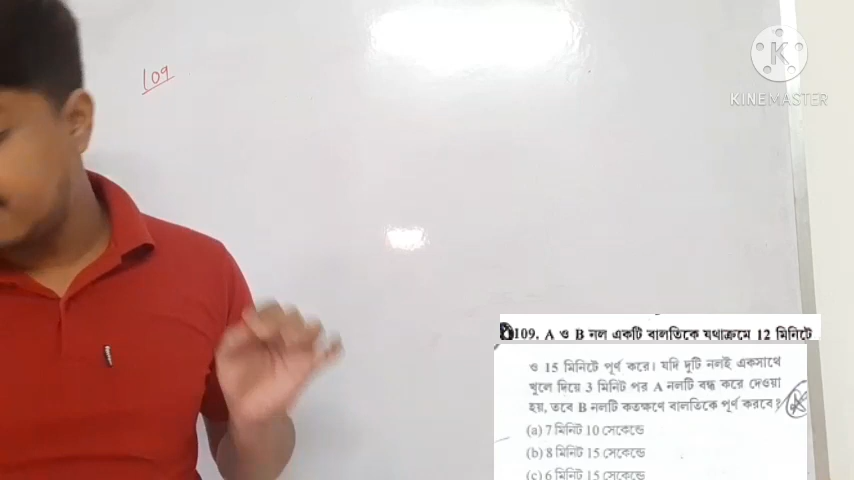 109
KINEMASTER
109. A ও B নল একটি বালতিকে যথাক্রমে 12 মিনিটে
ও 15 মিনিটে পূর্ণ করে। যদি দুটি নলই একসাথে
খুলে দিয়ে 3 মিনিট পর A নলটি বন্ধ করে দেওয়া
হয়, তবে B নলটি কতক্ষণে বালতিকে পূর্ণ করবে?
(a) 7 মিনিট 10 সেকেন্ডে
(b) 8 মিনিট 15 সেকেন্ডে
(c) 6 মিনিট 15 সেকেন্ডে